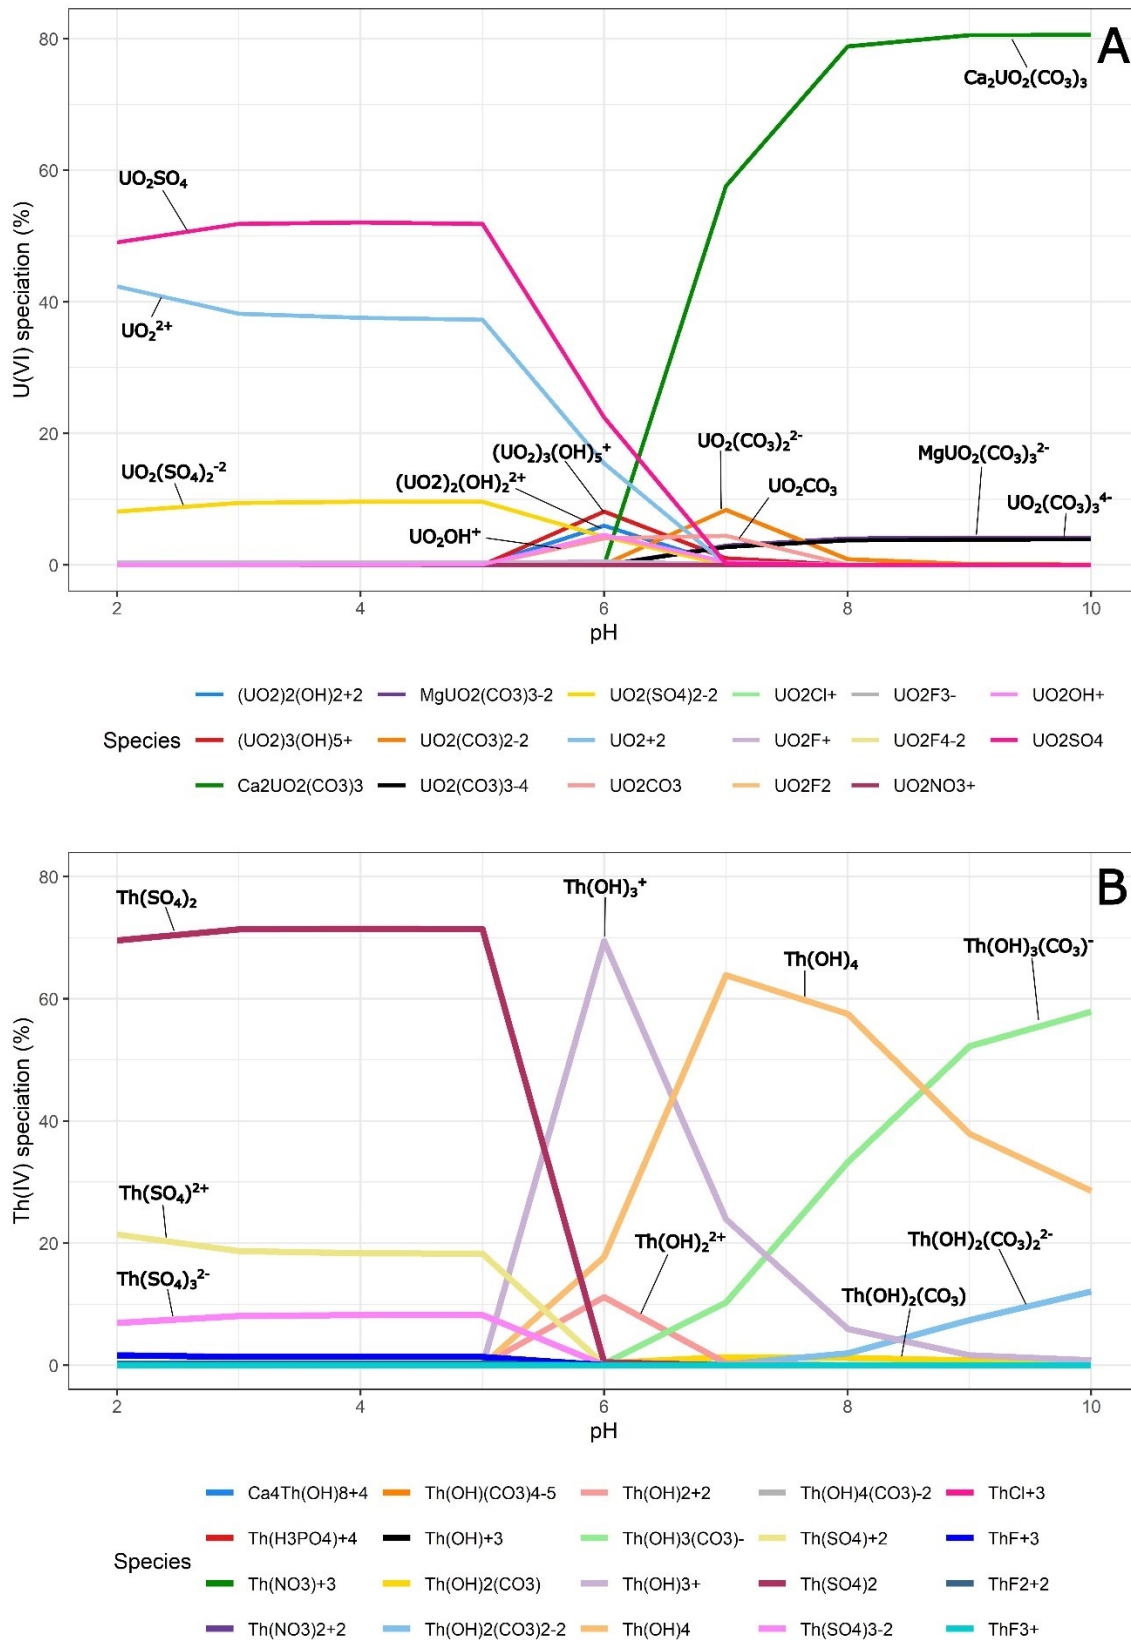 A
80
60
40
20
0
U(VI) speciation (%)
Ca₂UO₂(CO₃)₃
UO₂SO₄
UO₂²⁺
UO₂(SO₄)₂⁻²
(UO₂)₃(OH)₅⁺
(UO2)₂(OH)₂²⁺
UO₂OH⁺
UO₂(CO₃)₂²⁻
UO₂CO₃
MgUO₂(CO₃)₃²⁻
UO₂(CO₃)₃⁴⁻
2 4 6 8 10
pH
Species
(UO2)2(OH)2+2 MgUO2(CO3)3-2 UO2(SO4)2-2 UO2Cl+ UO2F3- UO2OH+
(UO2)3(OH)5+ UO2(CO3)2-2 UO2+2 UO2F+ UO2F4-2 UO2SO4
Ca2UO2(CO3)3 UO2(CO3)3-4 UO2CO3 UO2F2 UO2NO3+
B
80
60
40
20
0
Th(IV) speciation (%)
Th(SO₄)₂
Th(OH)₃⁺
Th(OH)₄
Th(OH)₃(CO₃)⁻
Th(SO₄)²⁺
Th(SO₄)₃²⁻
Th(OH)₂²⁺
Th(OH)₂(CO₃)₂²⁻
Th(OH)₂(CO₃)
2 4 6 8 10
pH
Species
Ca4Th(OH)8+4 Th(OH)(CO3)4-5 Th(OH)2+2 Th(OH)4(CO3)-2 ThCl+3
Th(H3PO4)+4 Th(OH)+3 Th(OH)3(CO3)- Th(SO4)+2 ThF+3
Th(NO3)+3 Th(OH)2(CO3) Th(OH)3+ Th(SO4)2 ThF2+2
Th(NO3)2+2 Th(OH)2(CO3)2-2 Th(OH)4 Th(SO4)3-2 ThF3+